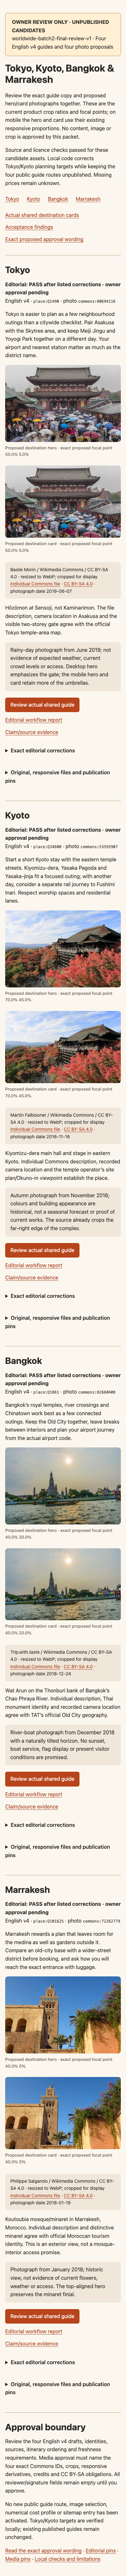 OWNER REVIEW ONLY · UNPUBLISHED
CANDIDATES
worldwide-batch2-final-review-v1 · Four
English v4 guides and four photo proposals
Tokyo, Kyoto, Bangkok &
Marrakesh
Review the exact guide copy and proposed
hero/card photographs together. These are the
current product crop ratios and focal points; on
mobile the hero and card use their respective
responsive proportions. No content, image or
crop is approved by this packet.
Source and licence checks passed for these
candidate assets. Local code corrects
Tokyo/Kyoto planning targets while keeping the
four public guide routes unpublished. Missing
prices remain unknown.
Tokyo Kyoto Bangkok Marrakesh
Actual shared destination cards
Acceptance findings
Exact proposed approval wording
Tokyo
Editorial: PASS after listed corrections · owner
approval pending
English v4 · place:Q1490 · photo
Tokyo is easier to plan as a few neighbourhood
outings than as a citywide checklist. Pair Asakusa
with the Skytree area, and keep Meiji Jingu and
Yoyogi Park together on a different day. Your
airport and nearest station matter as much as the
district name.
Proposed destination hero · exact proposed focal point
50.0% 5.0%
Proposed destination card · exact proposed focal point
50.0% 5.0%
Basile Morin / Wikimedia Commons / CC BY-SA
4.0 · resized to WebP; cropped for display
Individual Commons file · CC BY-SA 4.0 ·
photograph date 2019-06-07
Hōzōmon at Sensoji, not Kaminarimon. The file
description, camera location in Asakusa and the
visible two-storey gate agree with the official
Tokyo temple-area map.
Rainy-day photograph from June 2019; not
evidence of expected weather, current
crowd levels or access. Desktop hero
emphasises the gate; the mobile hero and
card retain more of the umbrellas.
Review actual shared guide
Editorial workflow report
Claim/source evidence
Exact editorial corrections
Original, responsive files and publication
pins
Kyoto
Editorial: PASS after listed corrections · owner
approval pending
English v4 · place:Q34600 · photo
Start a short Kyoto stay with the eastern temple
streets. Kiyomizu-dera, Yasaka Pagoda and
Yasaka-jinja fit a focused outing; with another
day, consider a separate rail journey to Fushimi
Inari. Respect worship spaces and residential
lanes.
Proposed destination hero · exact proposed focal point
70.0% 45.0%
Proposed destination card · exact proposed focal point
70.0% 45.0%
Martin Falbisoner / Wikimedia Commons / CC BY-
SA 4.0 · resized to WebP; cropped for display
Individual Commons file · CC BY-SA 4.0 ·
photograph date 2016-11-16
Kiyomizu-dera main hall and stage in eastern
Kyoto. Individual Commons description, recorded
camera location and the temple operator's site
plan/Okuno-in viewpoint establish the place.
Autumn photograph from November 2016;
colours and building appearance are
historical, not a seasonal forecast or proof of
current works. The source already crops the
far-right edge of the complex.
Review actual shared guide
Editorial workflow report
Claim/source evidence
Exact editorial corrections
Original, responsive files and publication
pins
Bangkok
Editorial: PASS after listed corrections · owner
approval pending
English v4 · place:Q1861 · photo
Bangkok's royal temples, river crossings and
Chinatown work best as a few connected
outings. Keep the Old City together, leave breaks
between interiors and plan your airport journey
from the actual airport code.
Proposed destination hero · exact proposed focal point
40.0% 20.0%
Proposed destination card · exact proposed focal point
40.0% 20.0%
Trip.with.taste / Wikimedia Commons / CC BY-SA
4.0 · resized to WebP; cropped for display
Individual Commons file · CC BY-SA 4.0 ·
photograph date 2018-12-24
Wat Arun on the Thonburi bank of Bangkok's
Chao Phraya River. Individual description, Thai
monument identity and recorded camera location
agree with TAT's official Old City geography.
River-boat photograph from December 2018
with a naturally tilted horizon. No sunset,
boat service, flag display or present visitor
conditions are promised.
Review actual shared guide
Editorial workflow report
Claim/source evidence
Exact editorial corrections
Original, responsive files and publication
pins
Marrakesh
Editorial: PASS after listed corrections · owner
approval pending
English v4 · place:Q101625 · photo
Marrakesh rewards a plan that leaves room for
the medina as well as gardens outside it.
Compare an old-city base with a wider-street
district before booking, and ask how you will
reach the exact entrance with luggage.
Proposed destination hero · exact proposed focal point
40.0% 0.0%
Proposed destination card · exact proposed focal point
40.0% 0.0%
Philippe Salgarolo / Wikimedia Commons / CC BY-
SA 4.0 · resized to WebP; cropped for display
Individual Commons file · CC BY-SA 4.0 ·
photograph date 2018-01-19
Koutoubia mosque/minaret in Marrakesh,
Morocco. Individual description and distinctive
minaret agree with official Moroccan tourism
identity. This is an exterior view, not a mosque-
interior access promise.
Photograph from January 2018; historic
view, not evidence of current flowers,
weather or access. The top-aligned hero
preserves the minaret finial.
Review actual shared guide
Editorial workflow report
Claim/source evidence
Exact editorial corrections
Original, responsive files and publication
pins
Approval boundary
Review the four English v4 drafts, identities,
sources, itinerary ordering and freshness
requirements. Media approval must name the
four exact Commons IDs, crops, responsive
derivatives, credits and CC BY-SA obligations. All
reviewer/signature fields remain empty until you
approve.
No new public guide route, image selection,
numerical cost profile or sitemap entry has been
activated. Tokyo/Kyoto targets are verified
locally; existing published guides remain
unchanged.
Read the exact approval wording · Editorial pins ·
Media pins · Local checks and limitations